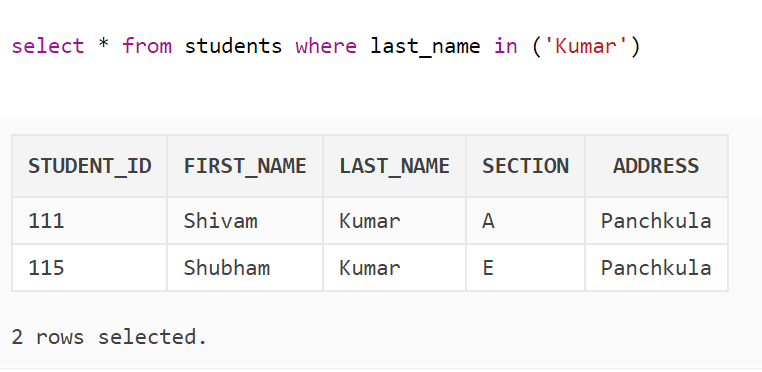 select * from students where last_name in ('Kumar')
STUDENT_ID FIRST_NAME LAST_NAME SECTION ADDRESS
111 Shivam Kumar A Panchkula
115 Shubham Kumar E Panchkula
2 rows selected.